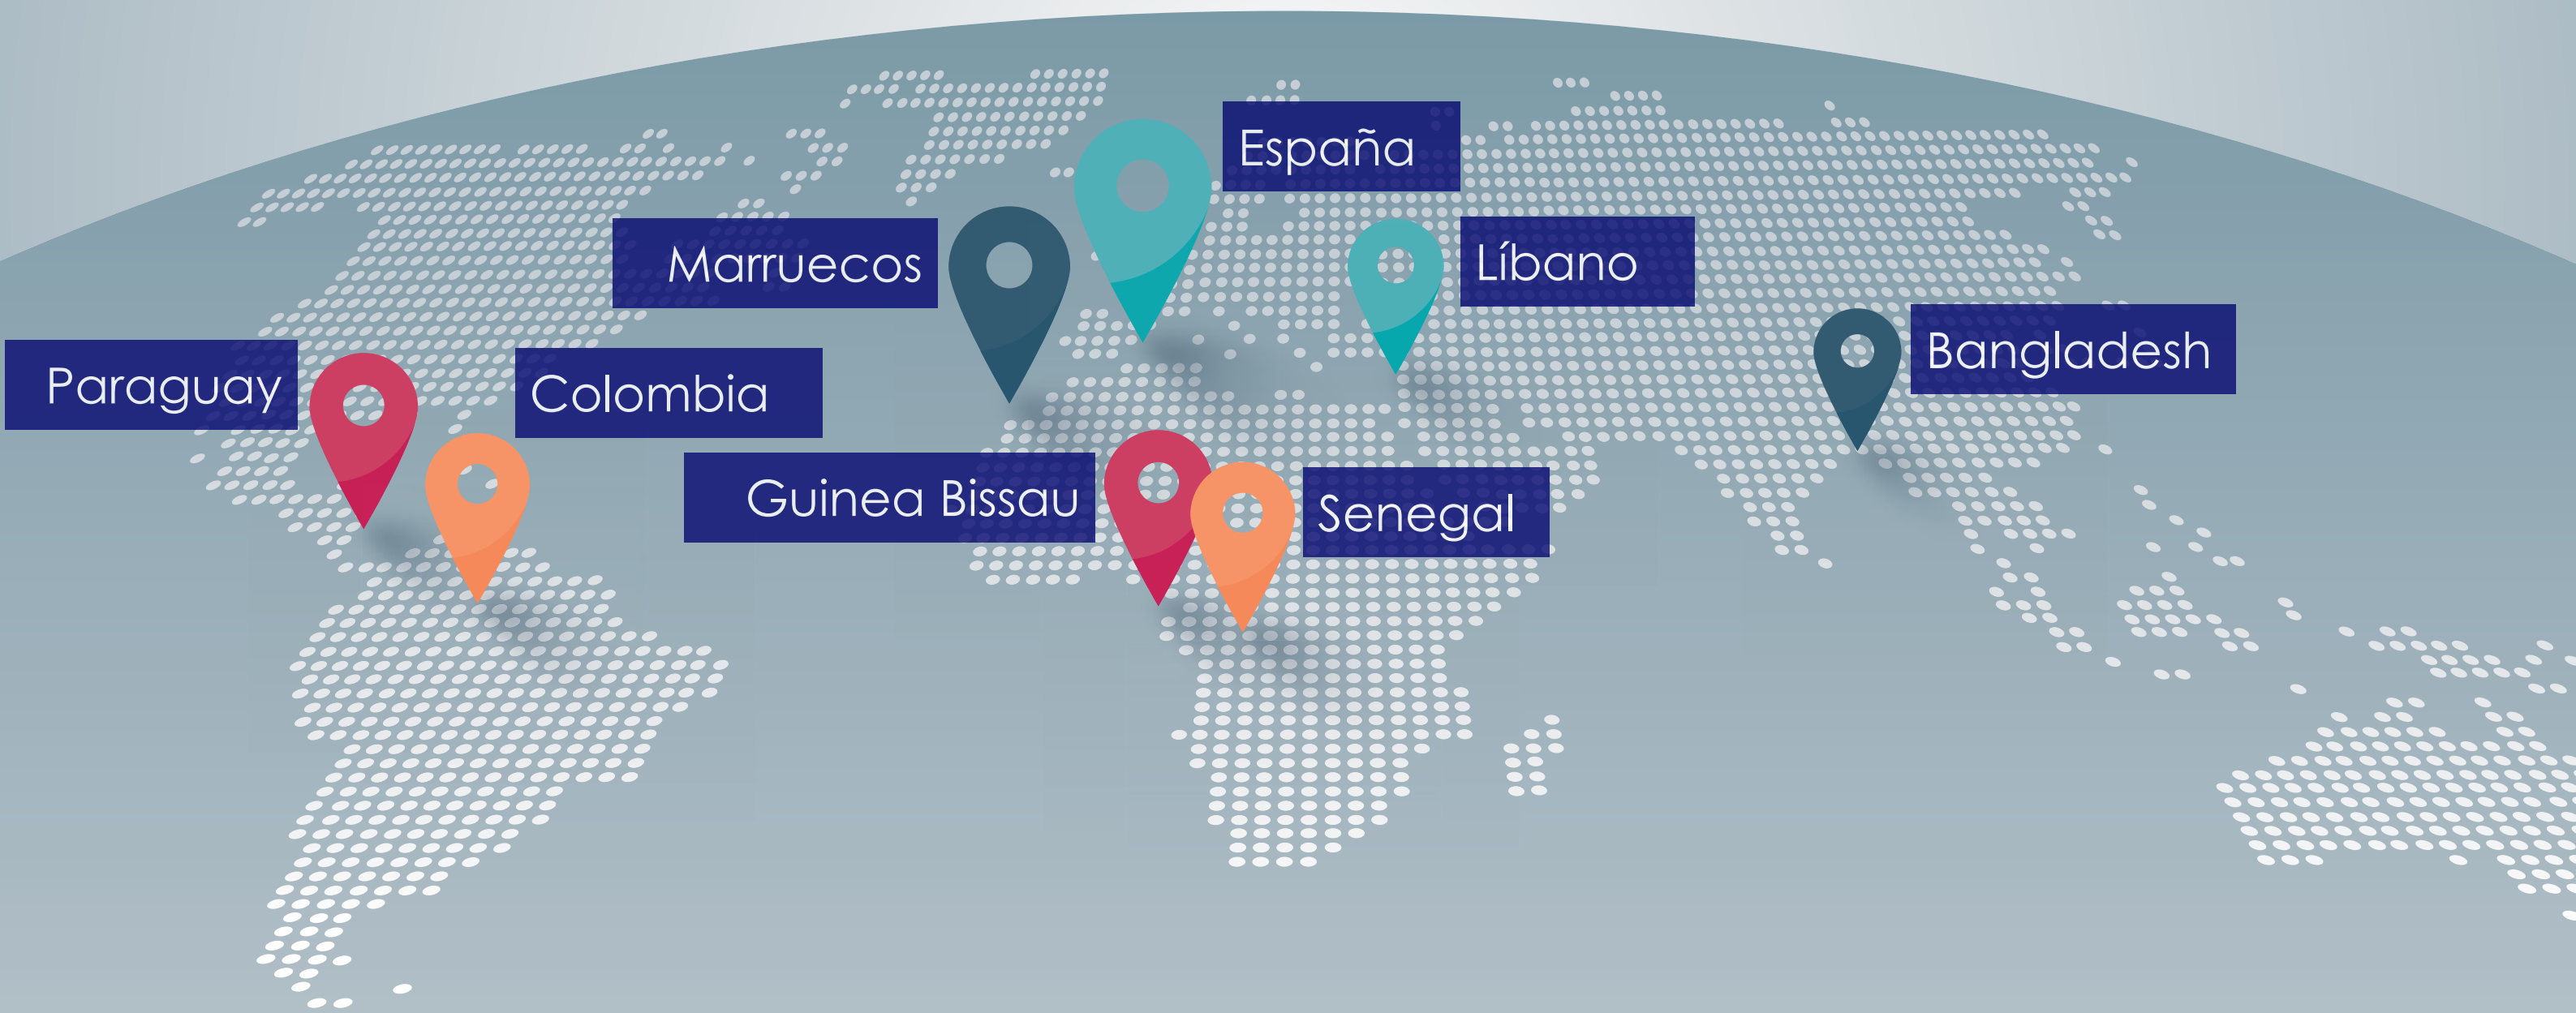 España
Marruecos
Líbano
Bangladesh
Paraguay
Colombia
Guinea Bissau
Senegal